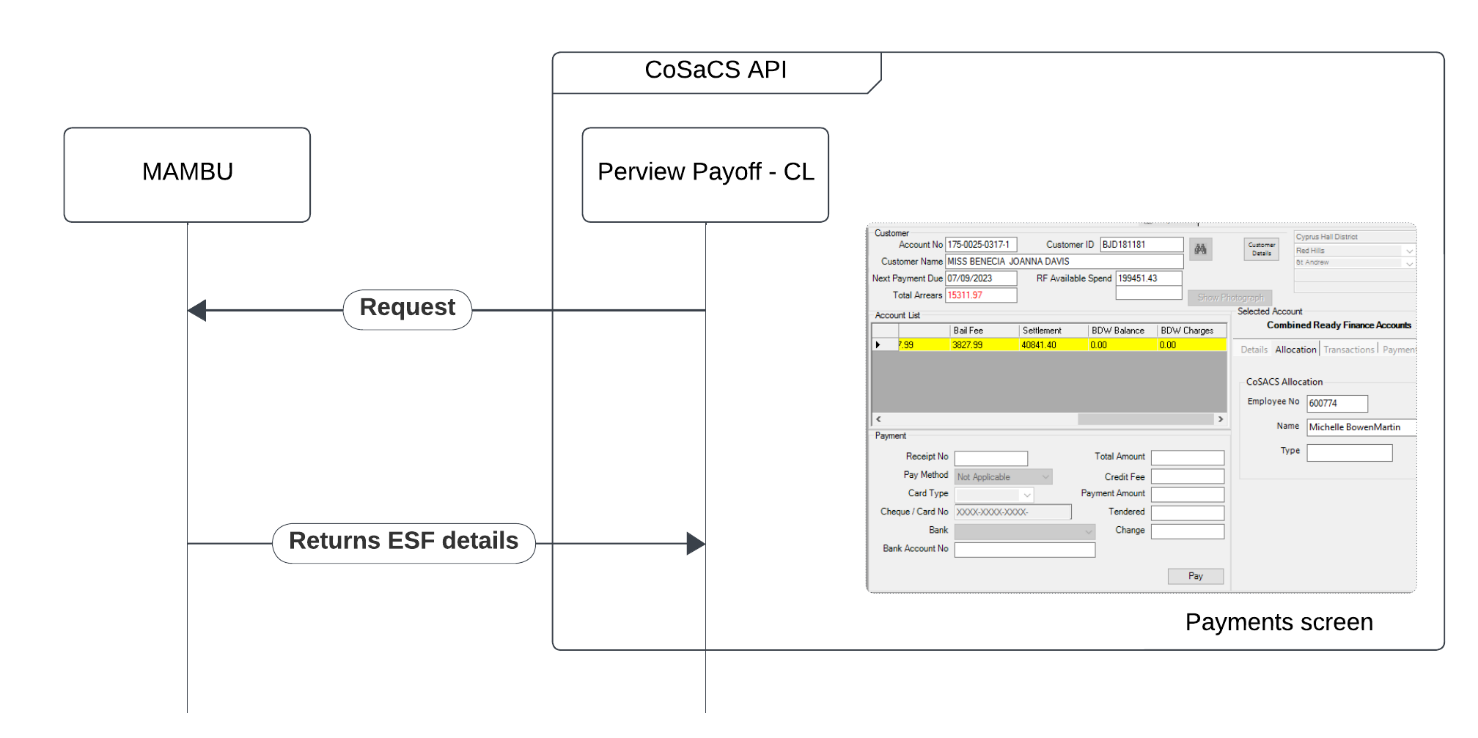 CoSaCS API
MAMBU
Perview Payoff - CL
Request
Returns ESF details
Customer
Account No 175-0025-0317-1 Customer ID BJD181181
Customer Details
Cyprus Hall District
Customer Name MISS BENECIA JOANNA DAVIS
Red Hills
St. Andrew
Next Payment Due 07/09/2023 RF Available Spend 199451.43
Total Arrears 15311.97
Show Photograph
Account List
Bail Fee Settlement BDW Balance BDW Charges
7.99 3827.99 40841.40 0.00 0.00
Selected Account
Combined Ready Finance Accounts
Details Allocation Transactions Payment
CoSACS Allocation
Employee No 600774
Name Michelle BowenMartin
Type
Payment
Receipt No Total Amount
Pay Method Not Applicable Credit Fee
Card Type Payment Amount
Cheque / Card No XXXX-XXXX-XXXX- Tendered
Bank Change
Bank Account No
Pay
Payments screen